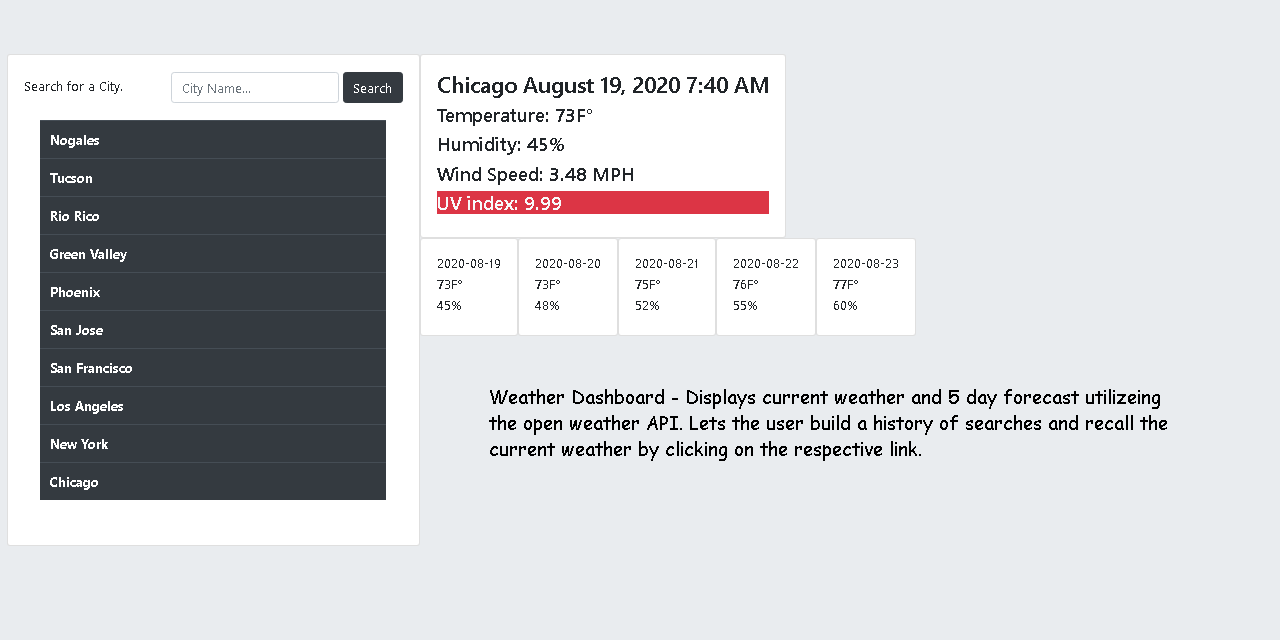 Search for a City.
City Name...
Search
Nogales
Tucson
Rio Rico
Green Valley
Phoenix
San Jose
San Francisco
Los Angeles
New York
Chicago
Chicago August 19, 2020 7:40 AM
Temperature: 73F°
Humidity: 45%
Wind Speed: 3.48 MPH
UV index: 9.99
2020-08-19
73F°
45%
2020-08-20
73F°
48%
2020-08-21
75F°
52%
2020-08-22
76F°
55%
2020-08-23
77F°
60%
Weather Dashboard - Displays current weather and 5 day forecast utilizeing
the open weather API. Lets the user build a history of searches and recall the
current weather by clicking on the respective link.